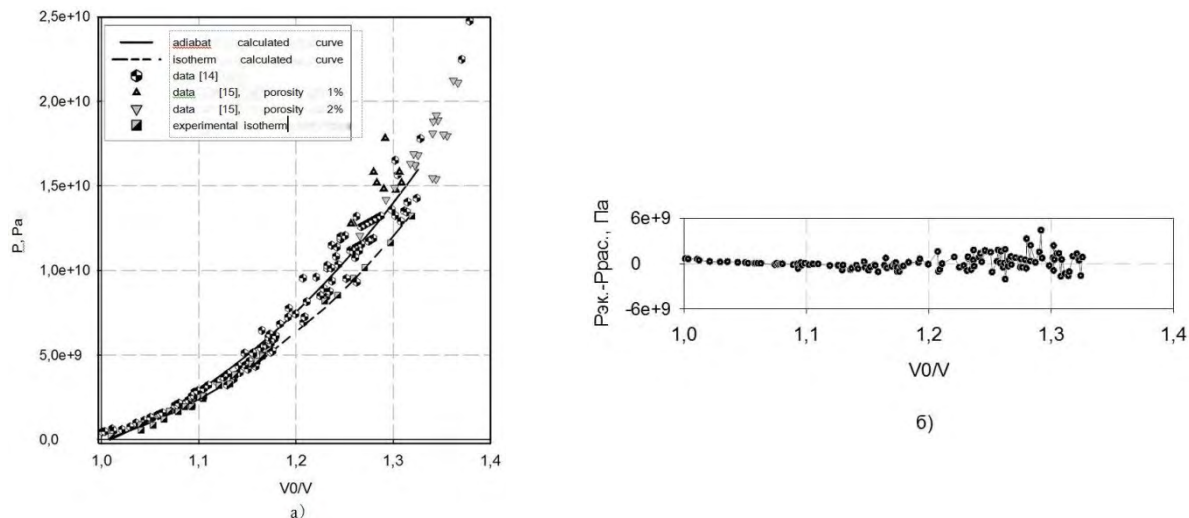 2,5e+10
adiabat calculated curve
isotherm calculated curve
data [14]
data [15], porosity 1%
data [15], porosity 2%
experimental isotherm
2,0e+10
1,5e+10
1,0e+10
5,0e+9
0,0
P, Pa
1,0 1,1 1,2 1,3 1,4
V0/V
а)
6e+9
0
-6e+9
Рэк.-Ррас., Па
1,0 1,1 1,2 1,3 1,4
V0/V
б)